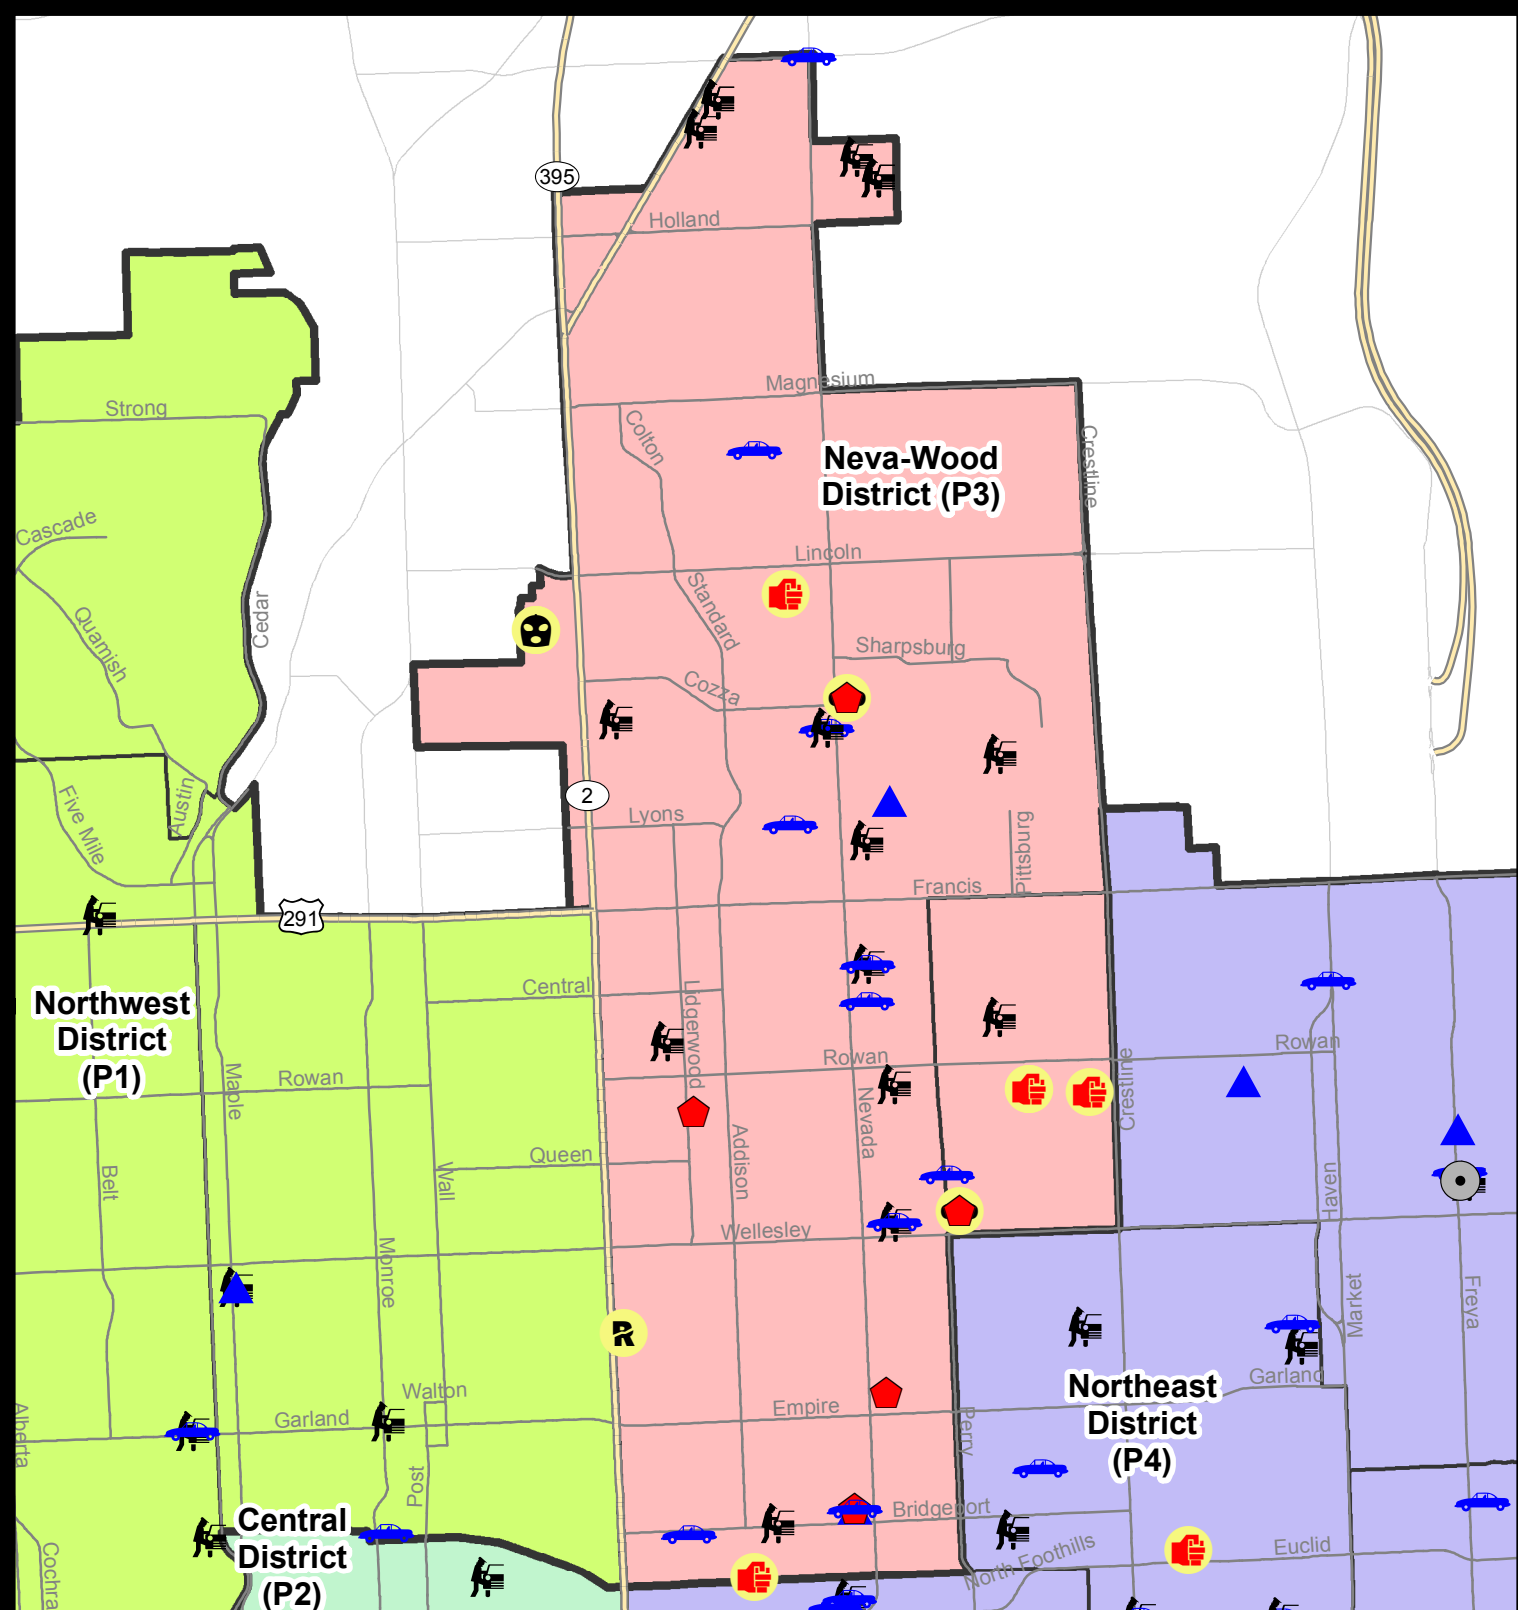 395
Holland
Magnesium
Strong
Colton
Crestline
Neva-Wood
District (P3)
Cascade
Lincoln
Quamish
Cedar
Standard
Sharpsburg
Cozza
Five Mile
Austin
2
Lyons
Pittsburg
Francis
291
Northwest
District
(P1)
Central
Lidgerwood
Rowan
Rowan
Rowan
Maple
Nevada
Crestline
Queen
Addison
Belt
Wall
Haven
Wellesley
Monroe
Market
Freya
Walton
Garland
Alberta
Empire
Perry
Northeast
District
(P4)
Garland
Post
Bridgeport
Central
District
(P2)
North Foothills
Euclid
Cochra